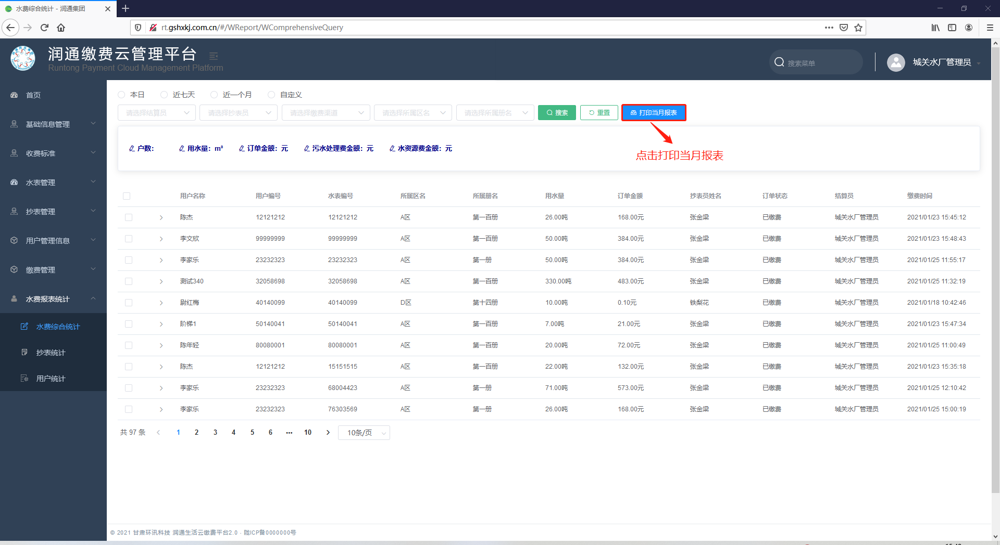 水费综合统计 - 润通集团
rt.gshxkj.com.cn/#/WReport/WComprehensiveQuery
润通缴费云管理平台
Runtong Payment Cloud Management Platform
搜索菜单
城关水厂管理员
首页
基础信息管理
收费标准
水表管理
抄表管理
用户管理信息
缴费管理
水费报表统计
水费综合统计
抄表统计
用户统计
本日 近七天 近一个月 自定义
请选择结算员 请选择抄表员 请选择缴费渠道 请选择所属区名 请选择所属册名 搜索 重置 打印当月报表
户数： 用水量： m³ 订单金额： 元 污水处理费金额： 元 水资源费金额： 元
点击打印当月报表
用户名称 用户编号 水表编号 所属区名 所属册名 用水量 订单金额 抄表员姓名 订单状态 结算员 缴费时间
陈杰 12121212 12121212 A区 第一百册 26.00吨 168.00元 张金梁 已缴费 城关水厂管理员 2021/01/23 15:45:12
李文欣 99999999 99999999 A区 第一百册 50.00吨 384.00元 张金梁 已缴费 城关水厂管理员 2021/01/23 15:48:43
李家乐 23232323 23232323 A区 第一册 50.00吨 384.00元 张金梁 已缴费 城关水厂管理员 2021/01/25 11:55:17
测试340 32058698 32058698 A区 第一百册 330.00吨 483.00元 张金梁 已缴费 城关水厂管理员 2021/01/25 11:32:19
尉红梅 40140099 40140099 D区 第十四册 10.00吨 0.10元 铁梨花 已缴费 城关水厂管理员 2021/01/18 10:42:46
阶梯1 50140041 50140041 A区 第一百册 7.00吨 21.00元 张金梁 已缴费 城关水厂管理员 2021/01/23 15:47:34
陈年轻 80080001 80080001 A区 第一百册 20.00吨 72.00元 张金梁 已缴费 城关水厂管理员 2021/01/25 11:00:49
陈杰 12121212 15151515 A区 第一百册 22.00吨 132.00元 张金梁 已缴费 城关水厂管理员 2021/01/23 15:35:18
李家乐 23232323 68004423 A区 第一册 71.00吨 573.00元 张金梁 已缴费 城关水厂管理员 2021/01/25 12:10:42
李家乐 23232323 76303569 A区 第一册 26.00吨 168.00元 张金梁 已缴费 城关水厂管理员 2021/01/25 15:00:19
共 97 条 1 2 3 4 5 6 ••• 10 10条/页
© 2021 甘肃环讯科技 润通生活云缴费平台2.0 · 陇ICP备0000000号